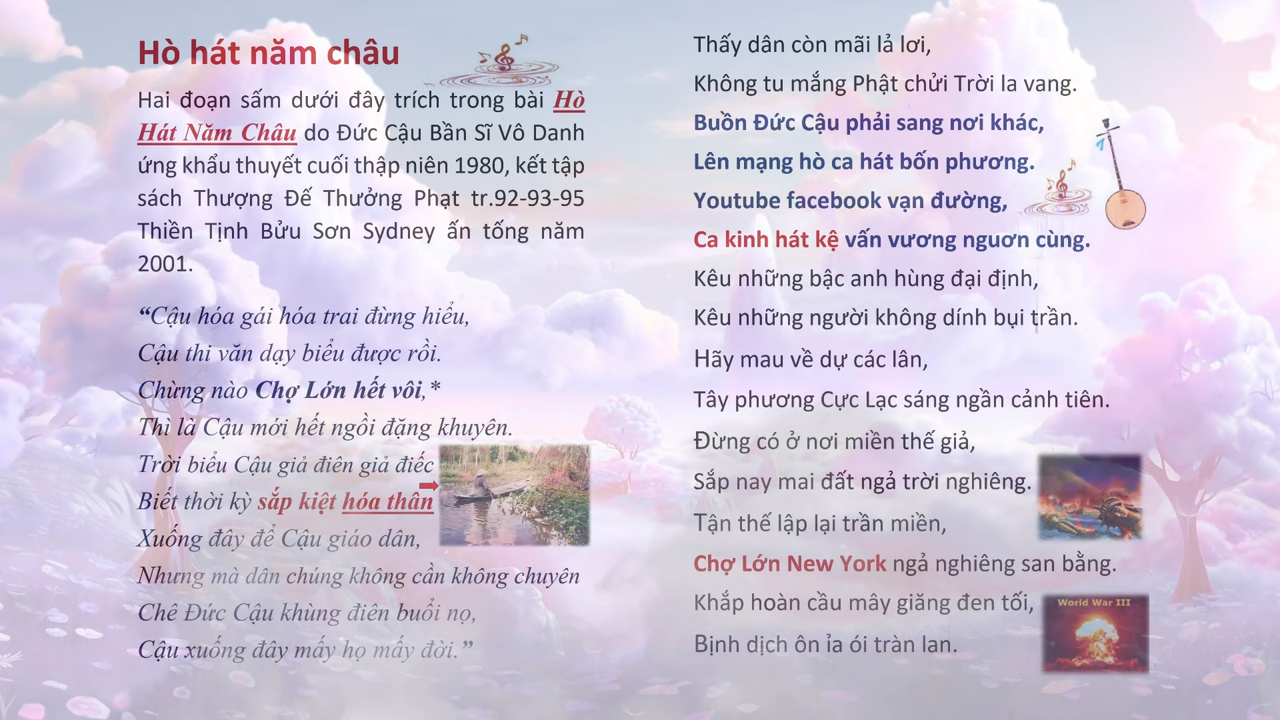 Hò hát năm châu
Hai đoạn sấm dưới đây trích trong bài Hò
Hát Năm Châu do Đức Cậu Bần Sĩ Vô Danh
ứng khẩu thuyết cuối thập niên 1980, kết tập
sách Thượng Đế Thưởng Phạt tr.92-93-95
Thiền Tịnh Bửu Sơn Sydney ấn tống năm
2001.
“Cậu hóa gái hóa trai đừng hiểu,
Cậu thi văn dạy biểu được rồi.
Chừng nào Chợ Lớn hết vôi,*
Thì là Cậu mới hết ngồi đặng khuyên.
Trời biểu Cậu giả điên giả điếc
Biết thời kỳ sắp kiệt hóa thân
Xuống đây để Cậu giáo dân,
Nhưng mà dân chúng không cần không chuyên
Chê Đức Cậu khùng điên buổi nọ,
Cậu xuống đây mấy họ mấy đời.”
Thấy dân còn mãi lả lơi,
Không tu mắng Phật chửi Trời la vang.
Buồn Đức Cậu phải sang nơi khác,
Lên mạng hò ca hát bốn phương.
Youtube facebook vạn đường,
Ca kinh hát kệ vấn vương nguơn cùng.
Kêu những bậc anh hùng đại định,
Kêu những người không dính bụi trần.
Hãy mau về dự các lân,
Tây phương Cực Lạc sáng ngần cảnh tiên.
Đừng có ở nơi miền thế giả,
Sắp nay mai đất ngả trời nghiêng.
Tận thế lập lại trần miền,
Chợ Lớn New York ngả nghiêng san bằng.
Khắp hoàn cầu mây giăng đen tối,
World War III
Bịnh dịch ôn ỉa ói tràn lan.